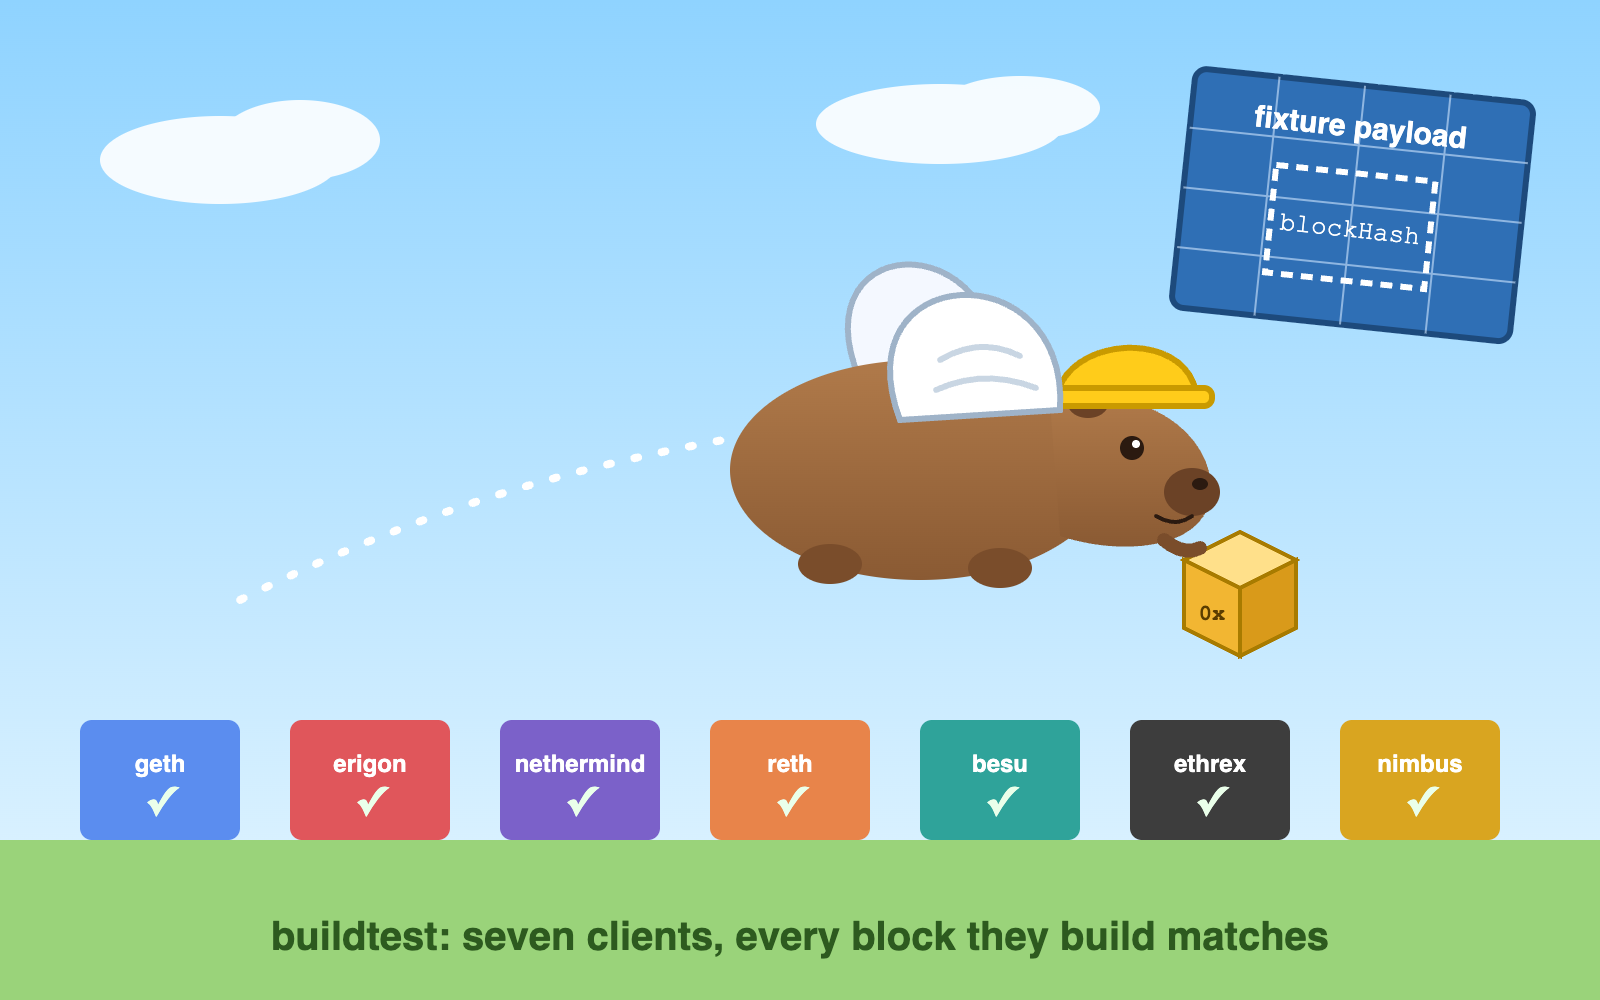 fixture payload
blockHash
0x
geth
erigon
nethermind
reth
besu
ethrex
nimbus
buildtest: seven clients, every block they build matches